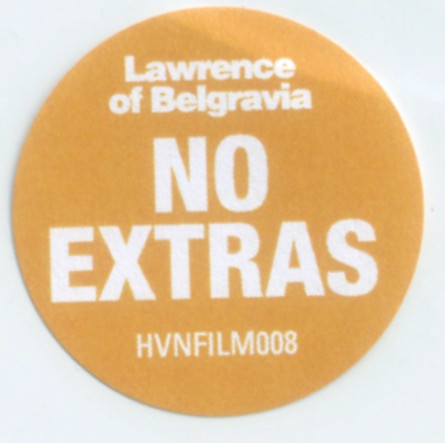 Lawrence
of Belgravia
NO
EXTRAS
HVNFILM008